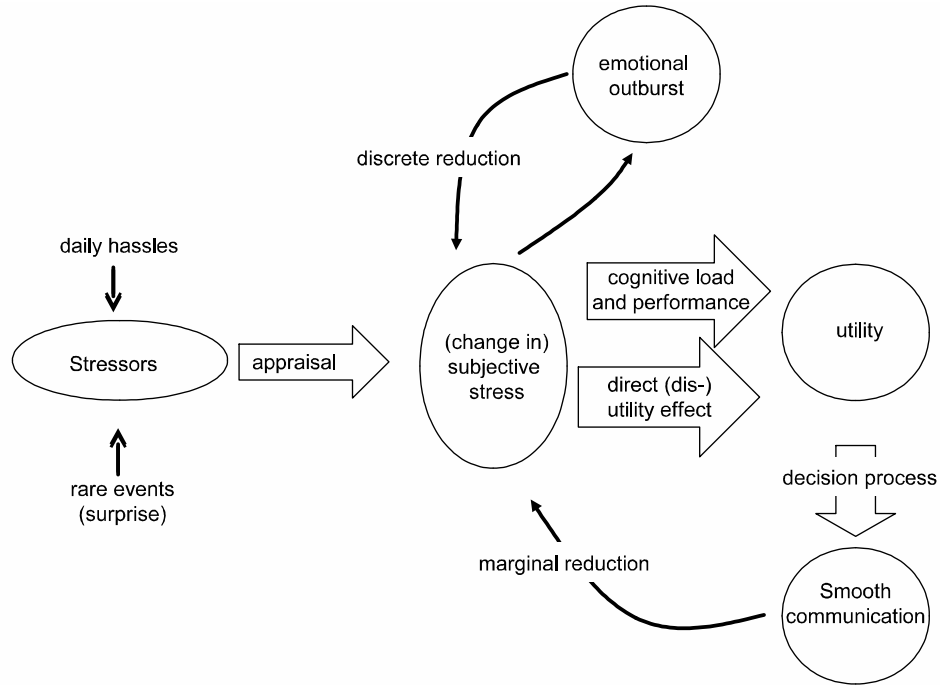 emotional
outburst
discrete reduction
daily hassles
cognitive load
and performance
(change in)
subjective
stress
utility
Stressors
appraisal
direct (dis-)
utility effect
rare events
(surprise)
decision process
marginal reduction
Smooth
communication